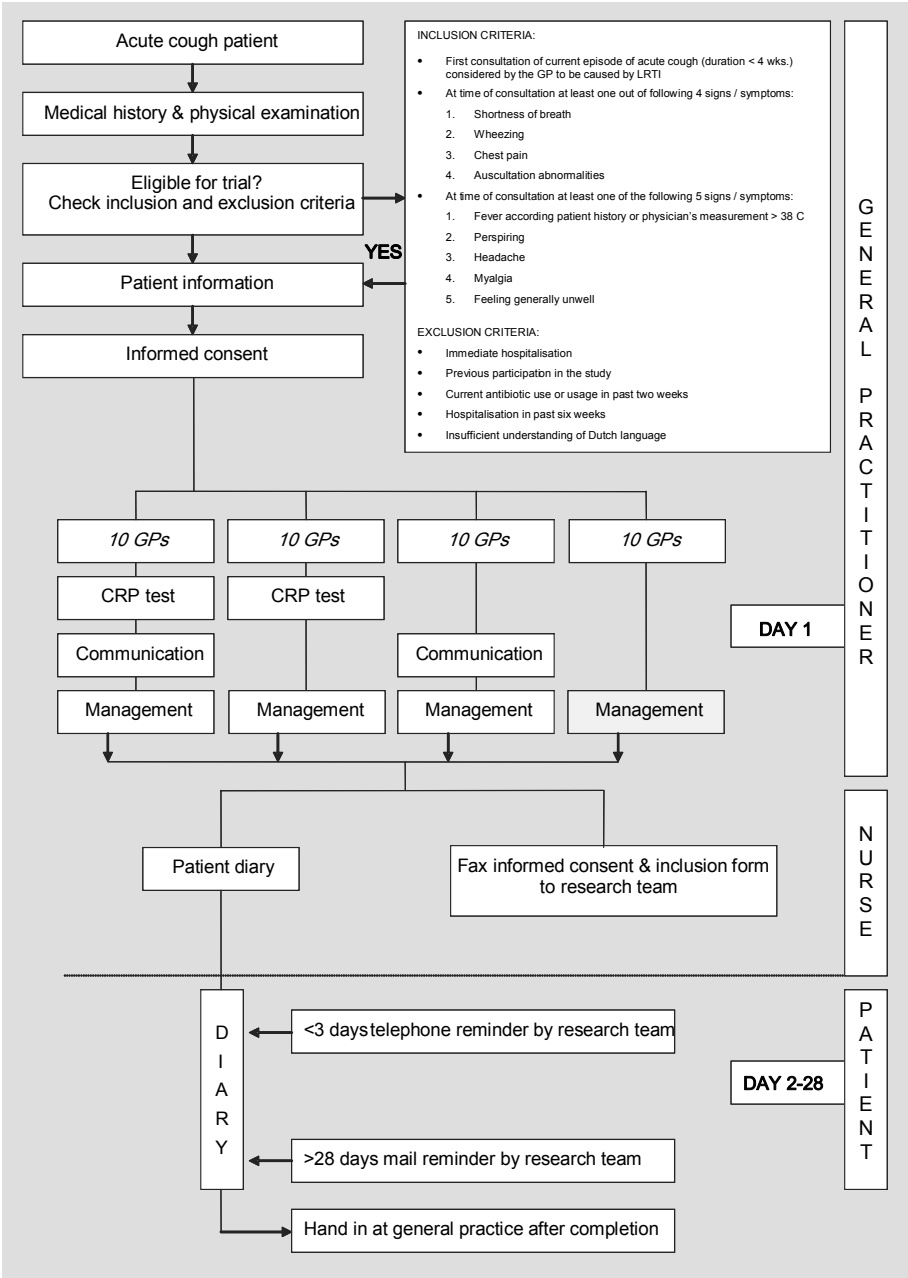 Acute cough patient
Medical history & physical examination
Eligible for trial?
Check inclusion and exclusion criteria
YES
Patient information
Informed consent
INCLUSION CRITERIA:
• First consultation of current episode of acute cough (duration < 4 wks.)
considered by the GP to be caused by LRTI
• At time of consultation at least one out of following 4 signs / symptoms:
1. Shortness of breath
2. Wheezing
3. Chest pain
4. Auscultation abnormalities
• At time of consultation at least one of the following 5 signs / symptoms:
1. Fever according patient history or physician's measurement > 38 C
2. Perspiring
3. Headache
4. Myalgia
5. Feeling generally unwell
EXCLUSION CRITERIA:
• Immediate hospitalisation
• Previous participation in the study
• Current antibiotic use or usage in past two weeks
• Hospitalisation in past six weeks
• Insufficient understanding of Dutch language
GENERAL PRACTITIONER
10 GPs
10 GPs
10 GPs
10 GPs
CRP test
CRP test
DAY 1
Communication
Communication
Management
Management
Management
Management
NURSE
Patient diary
Fax informed consent & inclusion form
to research team
PATIENT
DIARY
<3 days telephone reminder by research team
DAY 2-28
>28 days mail reminder by research team
Hand in at general practice after completion